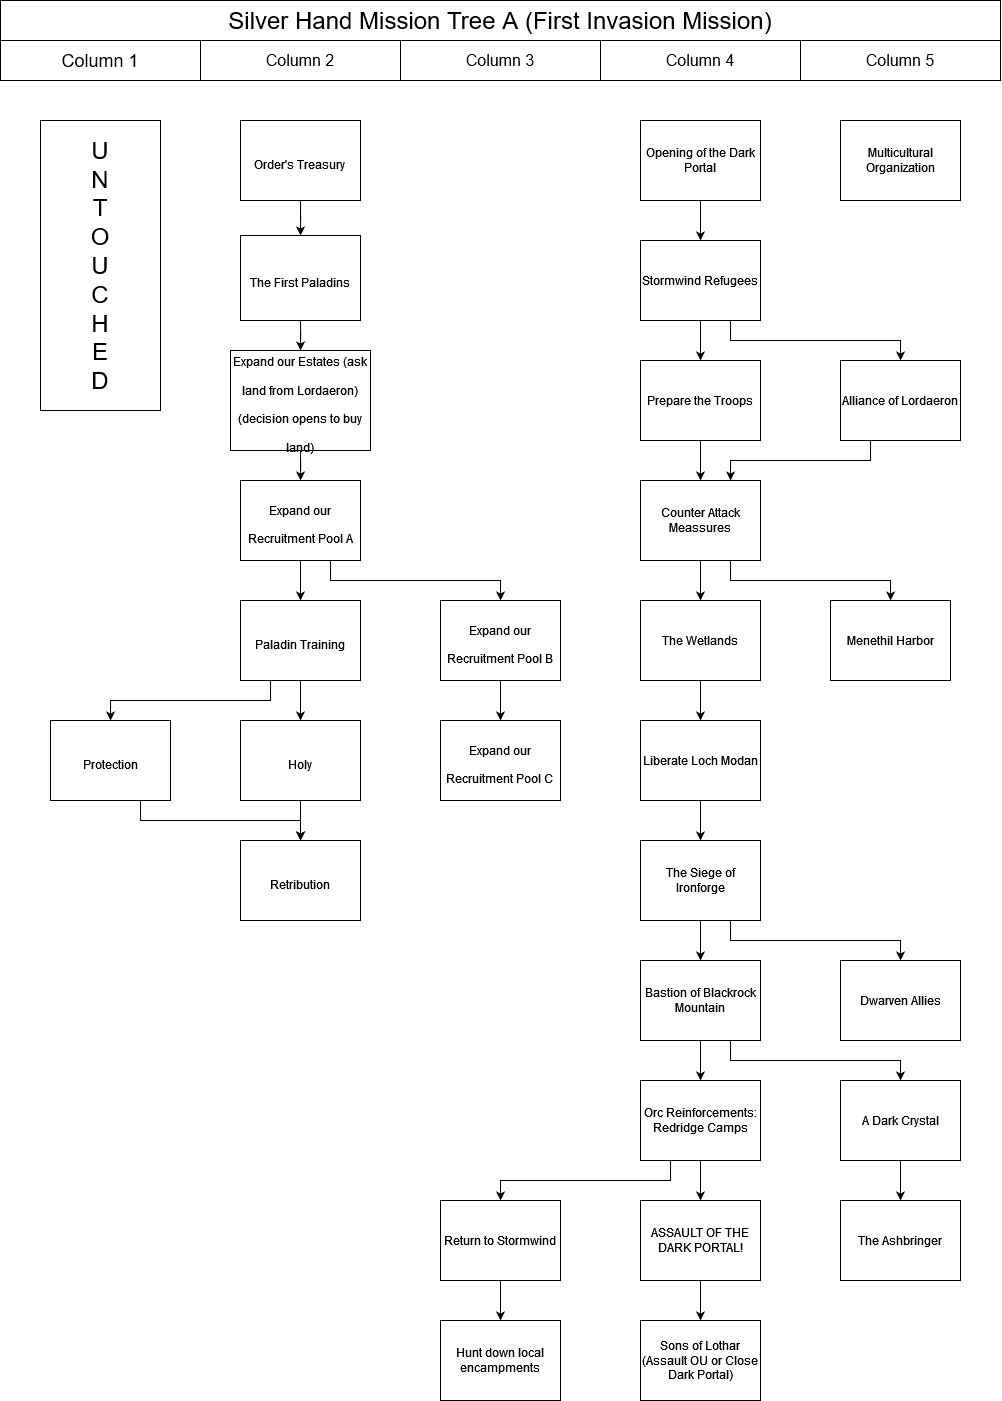 Silver Hand Mission Tree A (First Invasion Mission)
Column 1
Column 2
Column 3
Column 4
Column 5
U
N
T
O
U
C
H
E
D
Order's Treasury
Opening of the Dark
Portal
Multicultural
Organization
The First Paladins
Stormwind Refugees
Expand our Estates (ask
land from Lordaeron)
(decision opens to buy
land)
Prepare the Troops
Alliance of Lordaeron
Expand our
Recruitment Pool A
Counter Attack
Meassures
Paladin Training
Expand our
Recruitment Pool B
The Wetlands
Menethil Harbor
Protection
Holy
Expand our
Recruitment Pool C
Liberate Loch Modan
Retribution
The Siege of
Ironforge
Bastion of Blackrock
Mountain
Dwarven Allies
Orc Reinforcements:
Redridge Camps
A Dark Crystal
Return to Stormwind
ASSAULT OF THE
DARK PORTAL!
The Ashbringer
Hunt down local
encampments
Sons of Lothar
(Assault OU or Close
Dark Portal)